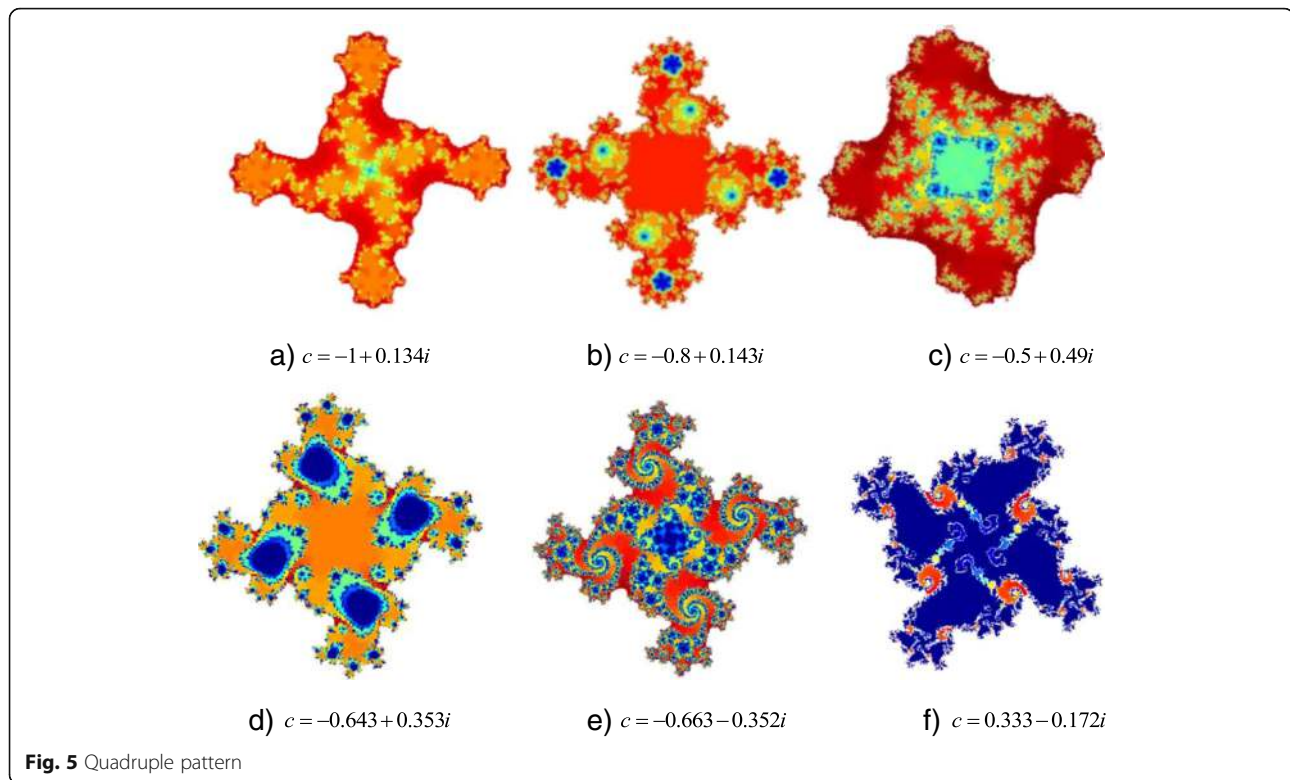 a) c = −1 + 0.134i
b) c = −0.8 + 0.143i
c) c = −0.5 + 0.49i
d) c = −0.643 + 0.353i
e) c = −0.663 − 0.352i
f) c = 0.333 − 0.172i
Fig. 5 Quadruple pattern